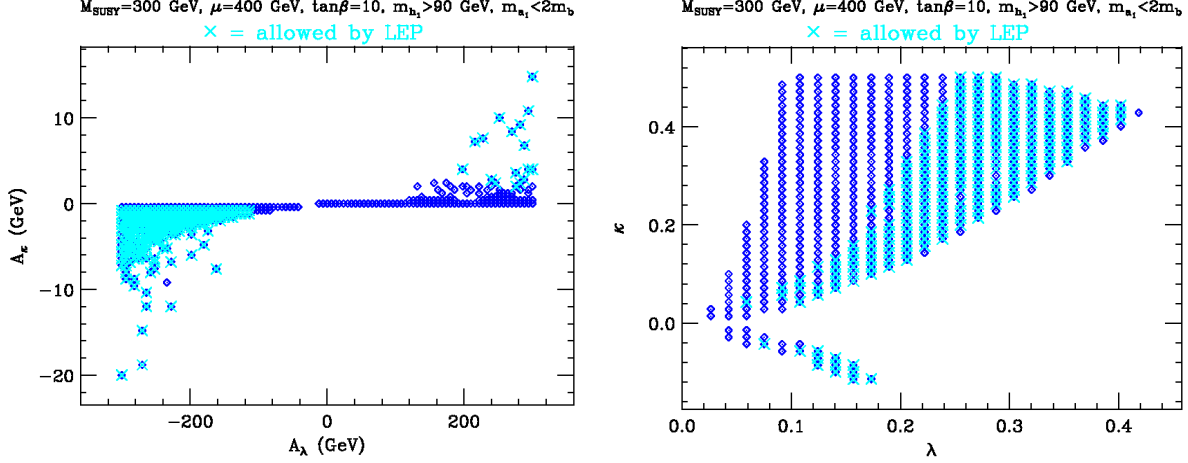 M_SUSY=300 GeV, μ=400 GeV, tanβ=10, m_h₁>90 GeV, m_a₁<2m_b
× = allowed by LEP
10
0
−10
−20
A_κ (GeV)
−200
0
200
A_λ (GeV)
M_SUSY=300 GeV, μ=400 GeV, tanβ=10, m_h₁>90 GeV, m_a₁<2m_b
× = allowed by LEP
0.4
0.2
0.0
κ
0.0
0.1
0.2
0.3
0.4
λ